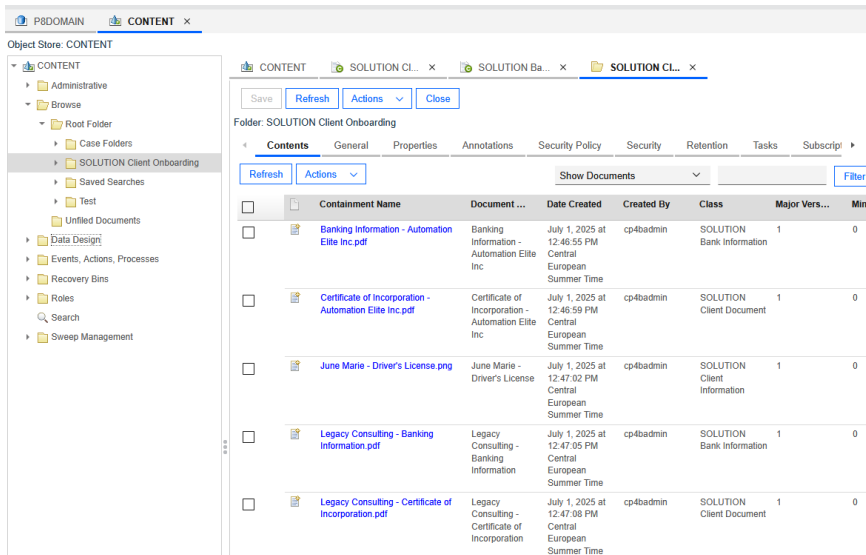 P8DOMAIN CONTENT ×
Object Store: CONTENT
CONTENT
Administrative
Browse
Root Folder
Case Folders
SOLUTION Client Onboarding
Saved Searches
Test
Unfiled Documents
Data Design
Events, Actions, Processes
Recovery Bins
Roles
Search
Sweep Management
CONTENT SOLUTION Cl... × SOLUTION Ba... × SOLUTION Cl... ×
Save Refresh Actions Close
Folder: SOLUTION Client Onboarding
Contents General Properties Annotations Security Policy Security Retention Tasks Subscript
Refresh Actions Show Documents Filter
Containment Name Document ... Date Created Created By Class Major Vers... Min
Banking Information - Automation Banking July 1, 2025 at cp4badmin SOLUTION 1 0
Elite Inc.pdf Information - 12:46:55 PM Bank Information
Automation Elite Central
Inc European
Summer Time
Certificate of Incorporation - Certificate of July 1, 2025 at cp4badmin SOLUTION 1 0
Automation Elite Inc.pdf Incorporation - 12:46:59 PM Client Document
Automation Elite Central
Inc European
Summer Time
June Marie - Driver's License.png June Marie - July 1, 2025 at cp4badmin SOLUTION 1 0
Driver's License 12:47:02 PM Client
Central Information
European
Summer Time
Legacy Consulting - Banking Legacy July 1, 2025 at cp4badmin SOLUTION 1 0
Information.pdf Consulting - 12:47:05 PM Bank Information
Banking Central
Information European
Summer Time
Legacy Consulting - Certificate of Legacy July 1, 2025 at cp4badmin SOLUTION 1 0
Incorporation.pdf Consulting - 12:47:08 PM Client Document
Certificate of Central
Incorporation European
Summer Time